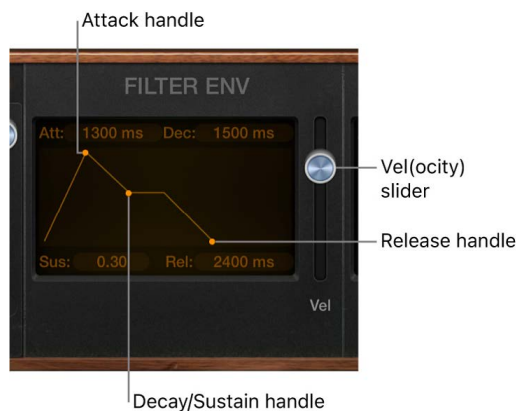 Attack handle
FILTER ENV
Att: 1300 ms Dec: 1500 ms
Vel(ocity)
slider
Release handle
Sus: 0.30 Rel: 2400 ms
Vel
Decay/Sustain handle